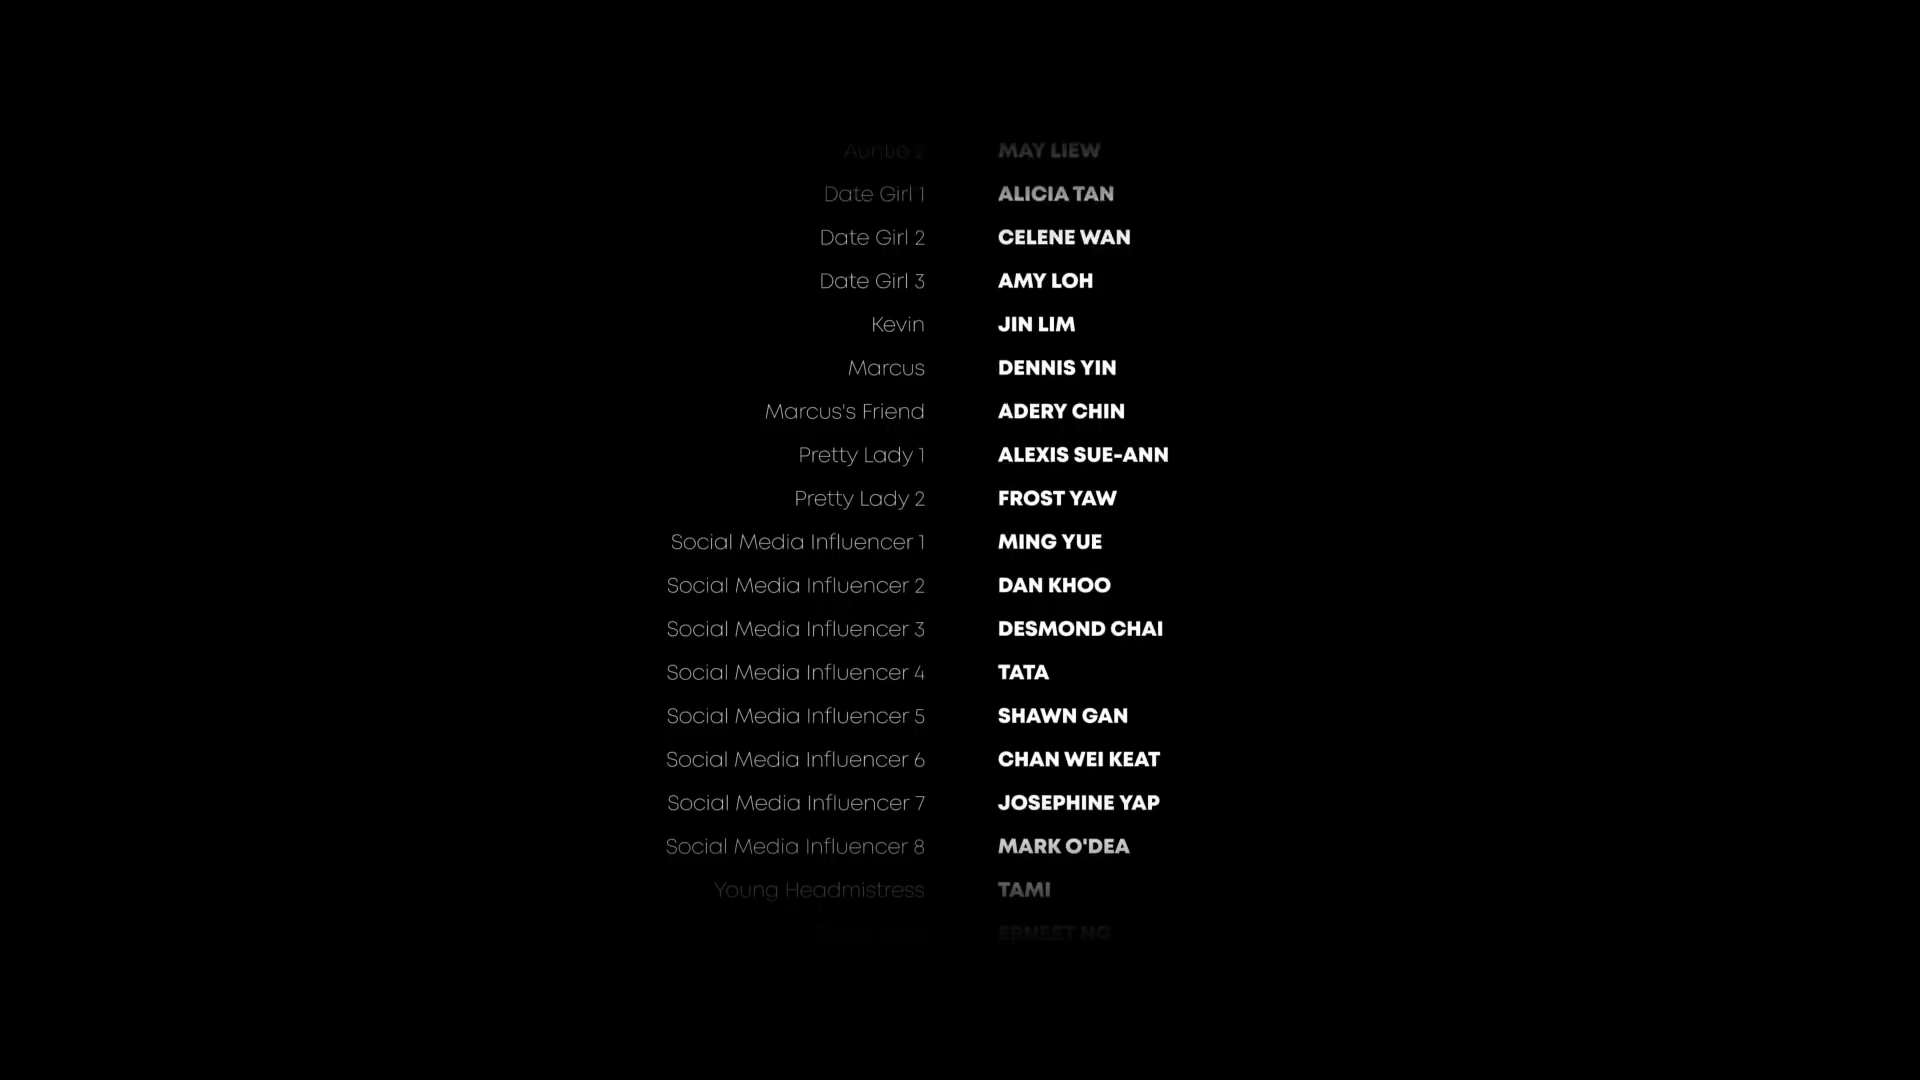 Auntie 2 MAY LIEW
Date Girl 1 ALICIA TAN
Date Girl 2 CELENE WAN
Date Girl 3 AMY LOH
Kevin JIN LIM
Marcus DENNIS YIN
Marcus's Friend ADERY CHIN
Pretty Lady 1 ALEXIS SUE-ANN
Pretty Lady 2 FROST YAW
Social Media Influencer 1 MING YUE
Social Media Influencer 2 DAN KHOO
Social Media Influencer 3 DESMOND CHAI
Social Media Influencer 4 TATA
Social Media Influencer 5 SHAWN GAN
Social Media Influencer 6 CHAN WEI KEAT
Social Media Influencer 7 JOSEPHINE YAP
Social Media Influencer 8 MARK O'DEA
Young Headmistress TAMI
ERNEST NG